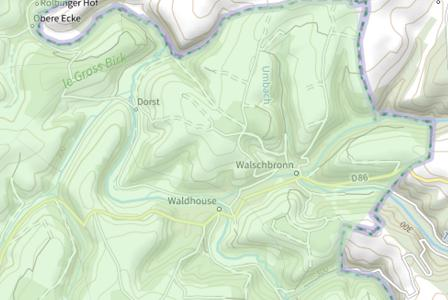 Rolbinger Hof
Obere Ecke
le Gross Birk
Umbach
Dorst
Walschbronn
D86
Waldhouse
300